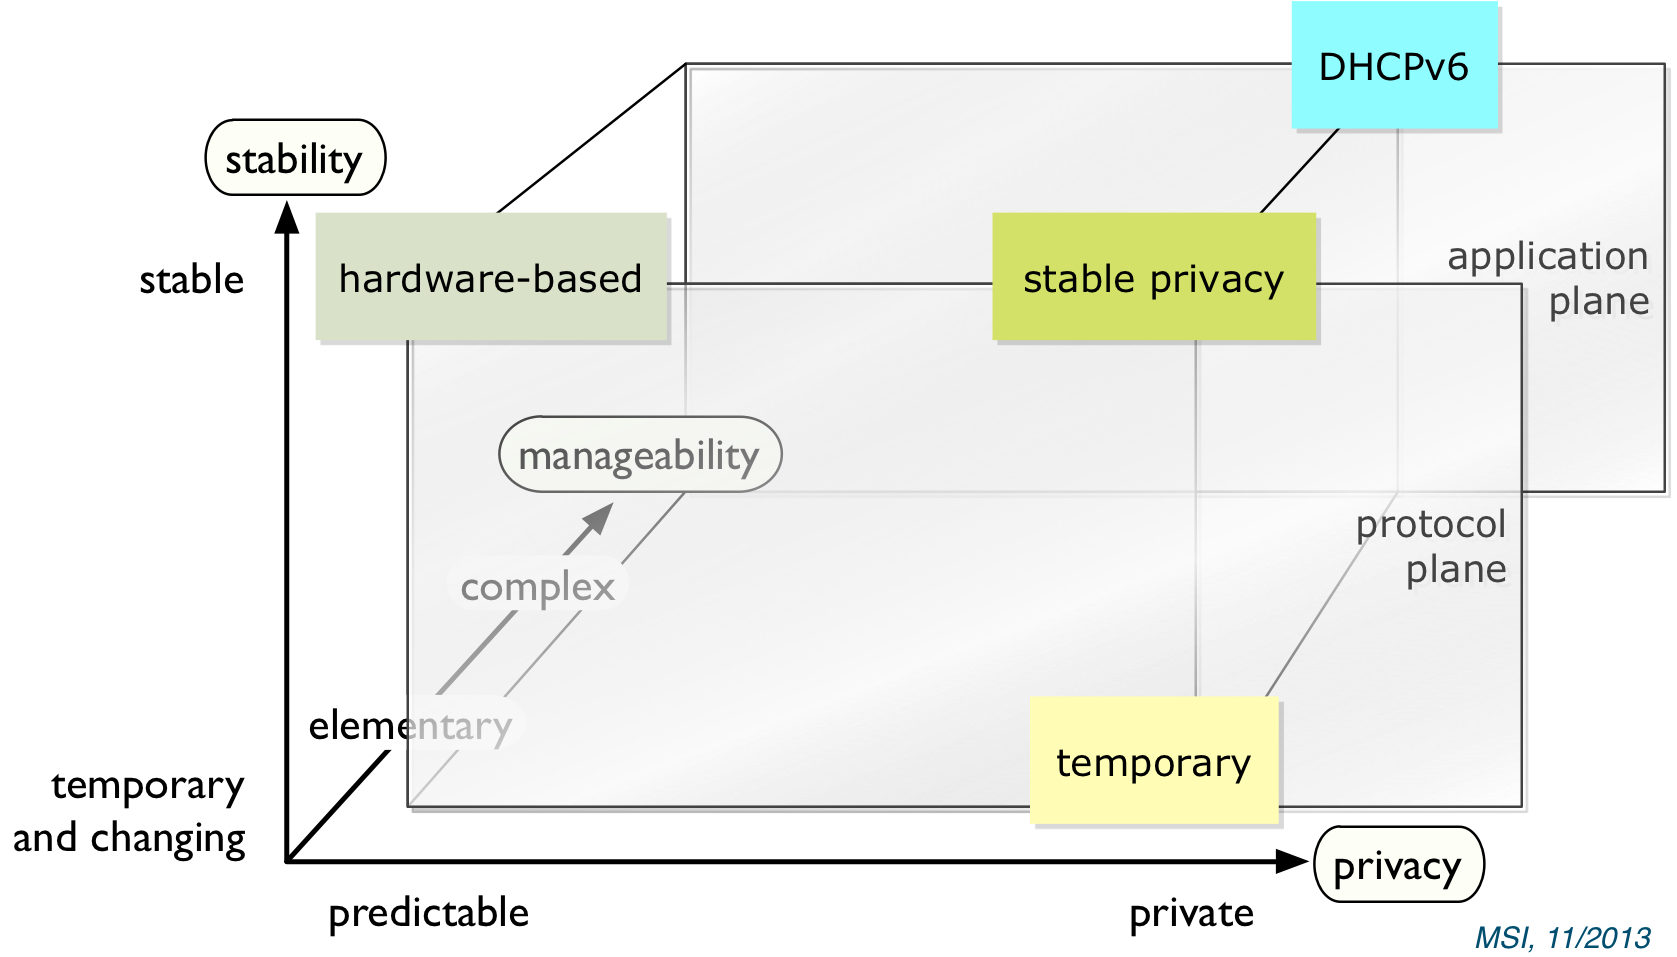 DHCPv6
stability
application
plane
stable
hardware-based
stable privacy
manageability
protocol
plane
complex
elementary
temporary
temporary
and changing
privacy
predictable
private
MSI, 11/2013